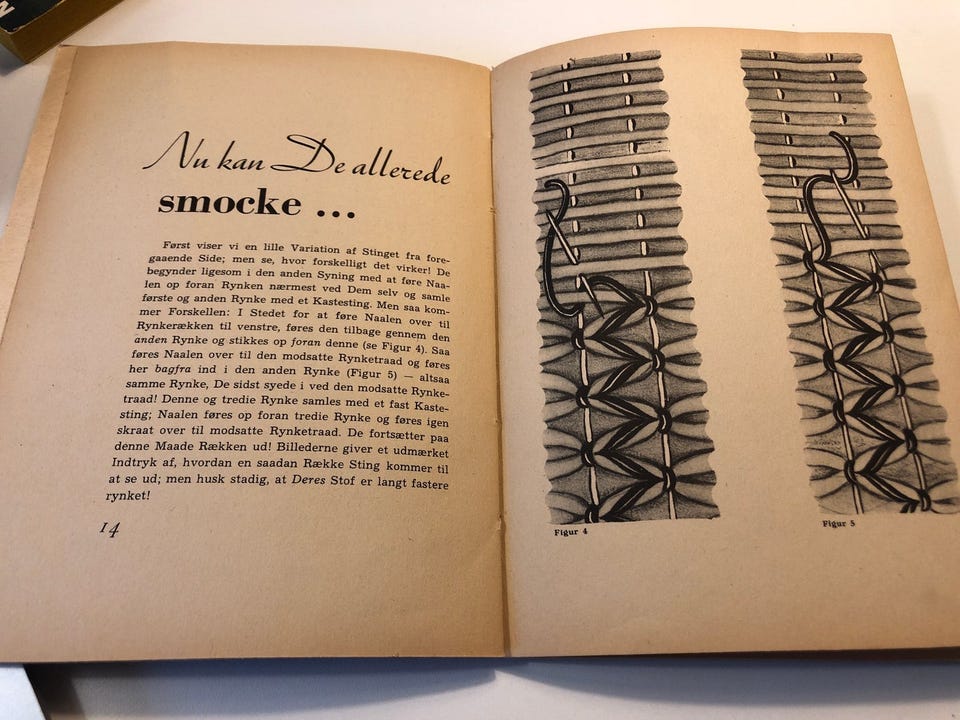 N
Nu kan De allerede
smocke ...
Først viser vi en lille Variation af Stinget fra fore-
gaaende Side; men se, hvor forskelligt det virker! De
begynder ligesom i den anden Syning med at føre Naa-
len op foran Rynken nærmest ved Dem selv og samle
første og anden Rynke med et Kastesting. Men saa kom-
mer Forskellen: I Stedet for at føre Naalen over til
Rynkerækken til venstre, føres den tilbage gennem den
anden Rynke og stikkes op foran denne (se Figur 4). Saa
føres Naalen over til den modsatte Rynketraad og føres
her bagfra ind i den anden Rynke (Figur 5) — altsaa
samme Rynke, De sidst syede i ved den modsatte Rynke-
traad! Denne og tredie Rynke samles med et fast Kaste-
sting; Naalen føres op foran tredie Rynke og føres igen
skraat over til modsatte Rynketraad. De fortsætter paa
denne Maade Rækken ud! Billederne giver et udmærket
Indtryk af, hvordan en saadan Række Sting kommer til
at se ud; men husk stadig, at Deres Stof er langt fastere
rynket!
14
Figur 4
Figur 5